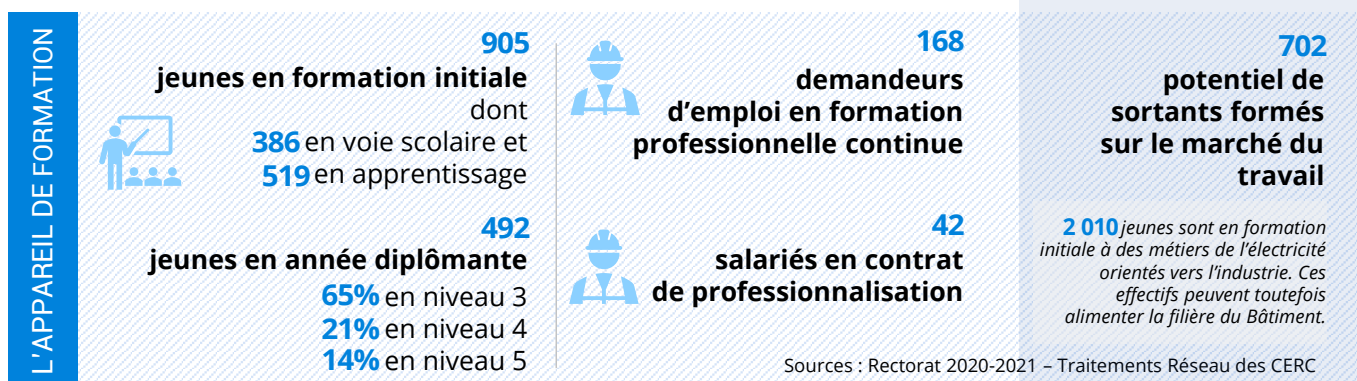 L'APPAREIL DE FORMATION
905
jeunes en formation initiale
dont
386 en voie scolaire et
519 en apprentissage
492
jeunes en année diplômante
65% en niveau 3
21% en niveau 4
14% en niveau 5
168
demandeurs
d’emploi en formation
professionnelle continue
42
salariés en contrat
de professionnalisation
702
potentiel de
sortants formés
sur le marché du
travail
2 010 jeunes sont en formation
initiale à des métiers de l’électricité
orientés vers l’industrie. Ces
effectifs peuvent toutefois
alimenter la filière du Bâtiment.
Sources : Rectorat 2020-2021 – Traitements Réseau des CERC